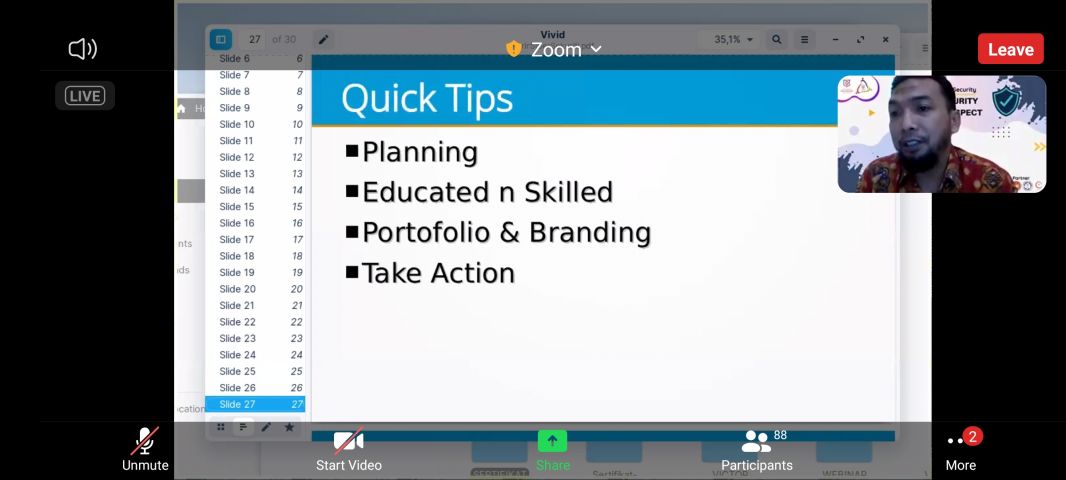 27 of 30
Vivid
Zoom
35,1%
Leave
LIVE
Slide 6 6
Slide 7 7
Slide 8 8
Slide 9 9
Slide 10 10
Slide 11 11
Slide 12 12
Slide 13 13
Slide 14 14
Slide 15 15
Slide 16 16
Slide 17 17
Slide 18 18
Slide 19 19
Slide 20 20
Slide 21 21
Slide 22 22
Slide 23 23
Slide 24 24
Slide 25 25
Slide 26 26
Slide 27 27
Quick Tips
Planning
Educated n Skilled
Portofolio & Branding
Take Action
Security
Unmute
Start Video
Share
Participants
88
More
2
SERTIFIKAT
Sertifikat-
VICTOR
WEBINAR